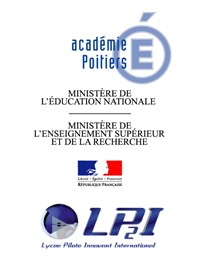 académie
Poitiers
É
MINISTÈRE DE
L'ÉDUCATION NATIONALE
MINISTÈRE DE
L'ENSEIGNEMENT SUPÉRIEUR
ET DE LA RECHERCHE
Liberté • Égalité • Fraternité
RÉPUBLIQUE FRANÇAISE
LP2I
Lycee Pilote Innovant International